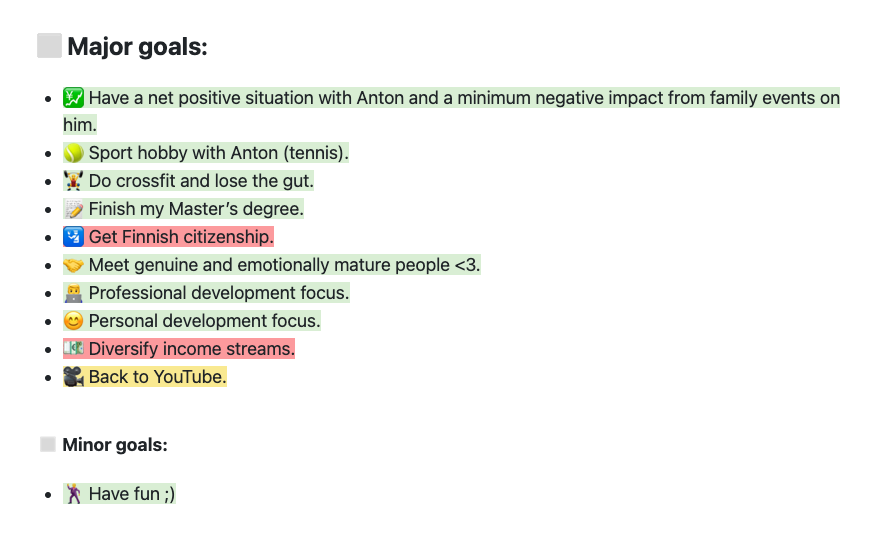 Major goals:
• 💹 Have a net positive situation with Anton and a minimum negative impact from family events on
him.
• 🎾 Sport hobby with Anton (tennis).
• 🏋️ Do crossfit and lose the gut.
• 📝 Finish my Master’s degree.
• 🛂 Get Finnish citizenship.
• 🤝 Meet genuine and emotionally mature people <3.
• 🧑‍💻 Professional development focus.
• 😊 Personal development focus.
• 💶 Diversify income streams.
• 🎥 Back to YouTube.
Minor goals:
• 🕺 Have fun ;)